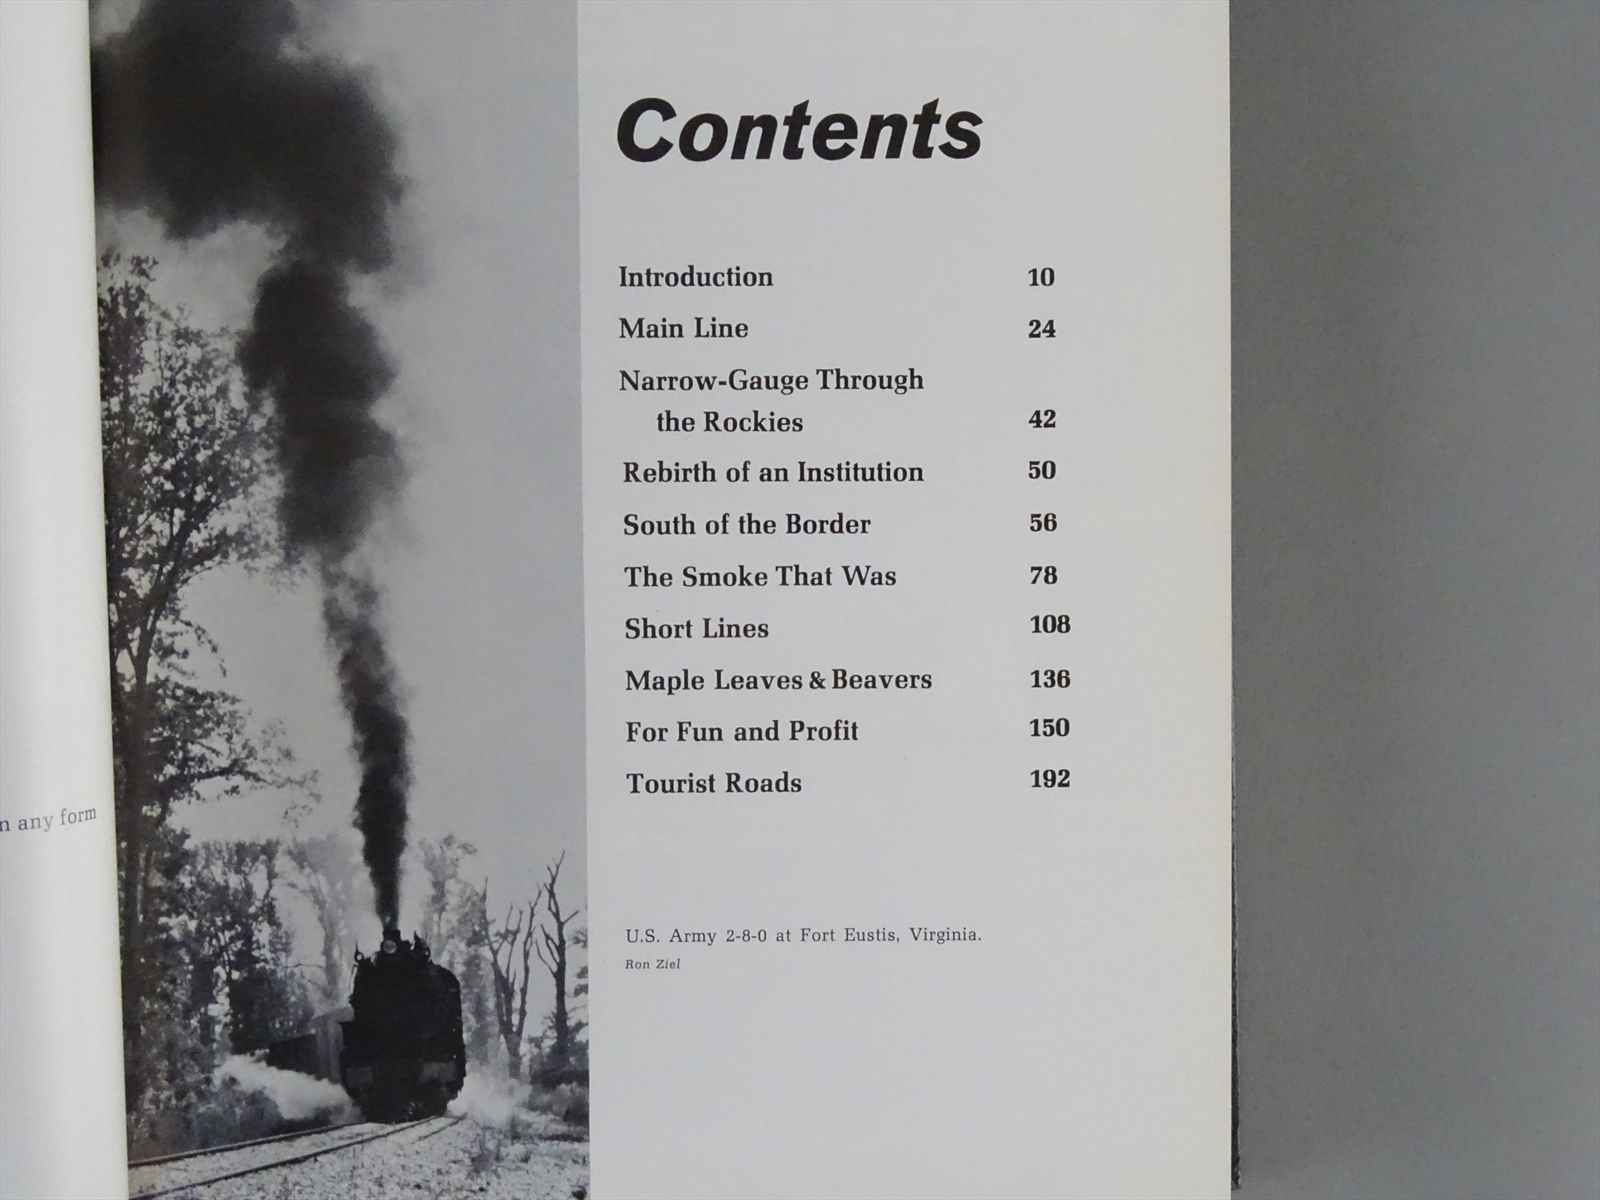 n any form
Contents
Introduction 10
Main Line 24
Narrow-Gauge Through
the Rockies 42
Rebirth of an Institution 50
South of the Border 56
The Smoke That Was 78
Short Lines 108
Maple Leaves & Beavers 136
For Fun and Profit 150
Tourist Roads 192
U.S. Army 2-8-0 at Fort Eustis, Virginia.
Ron Ziel